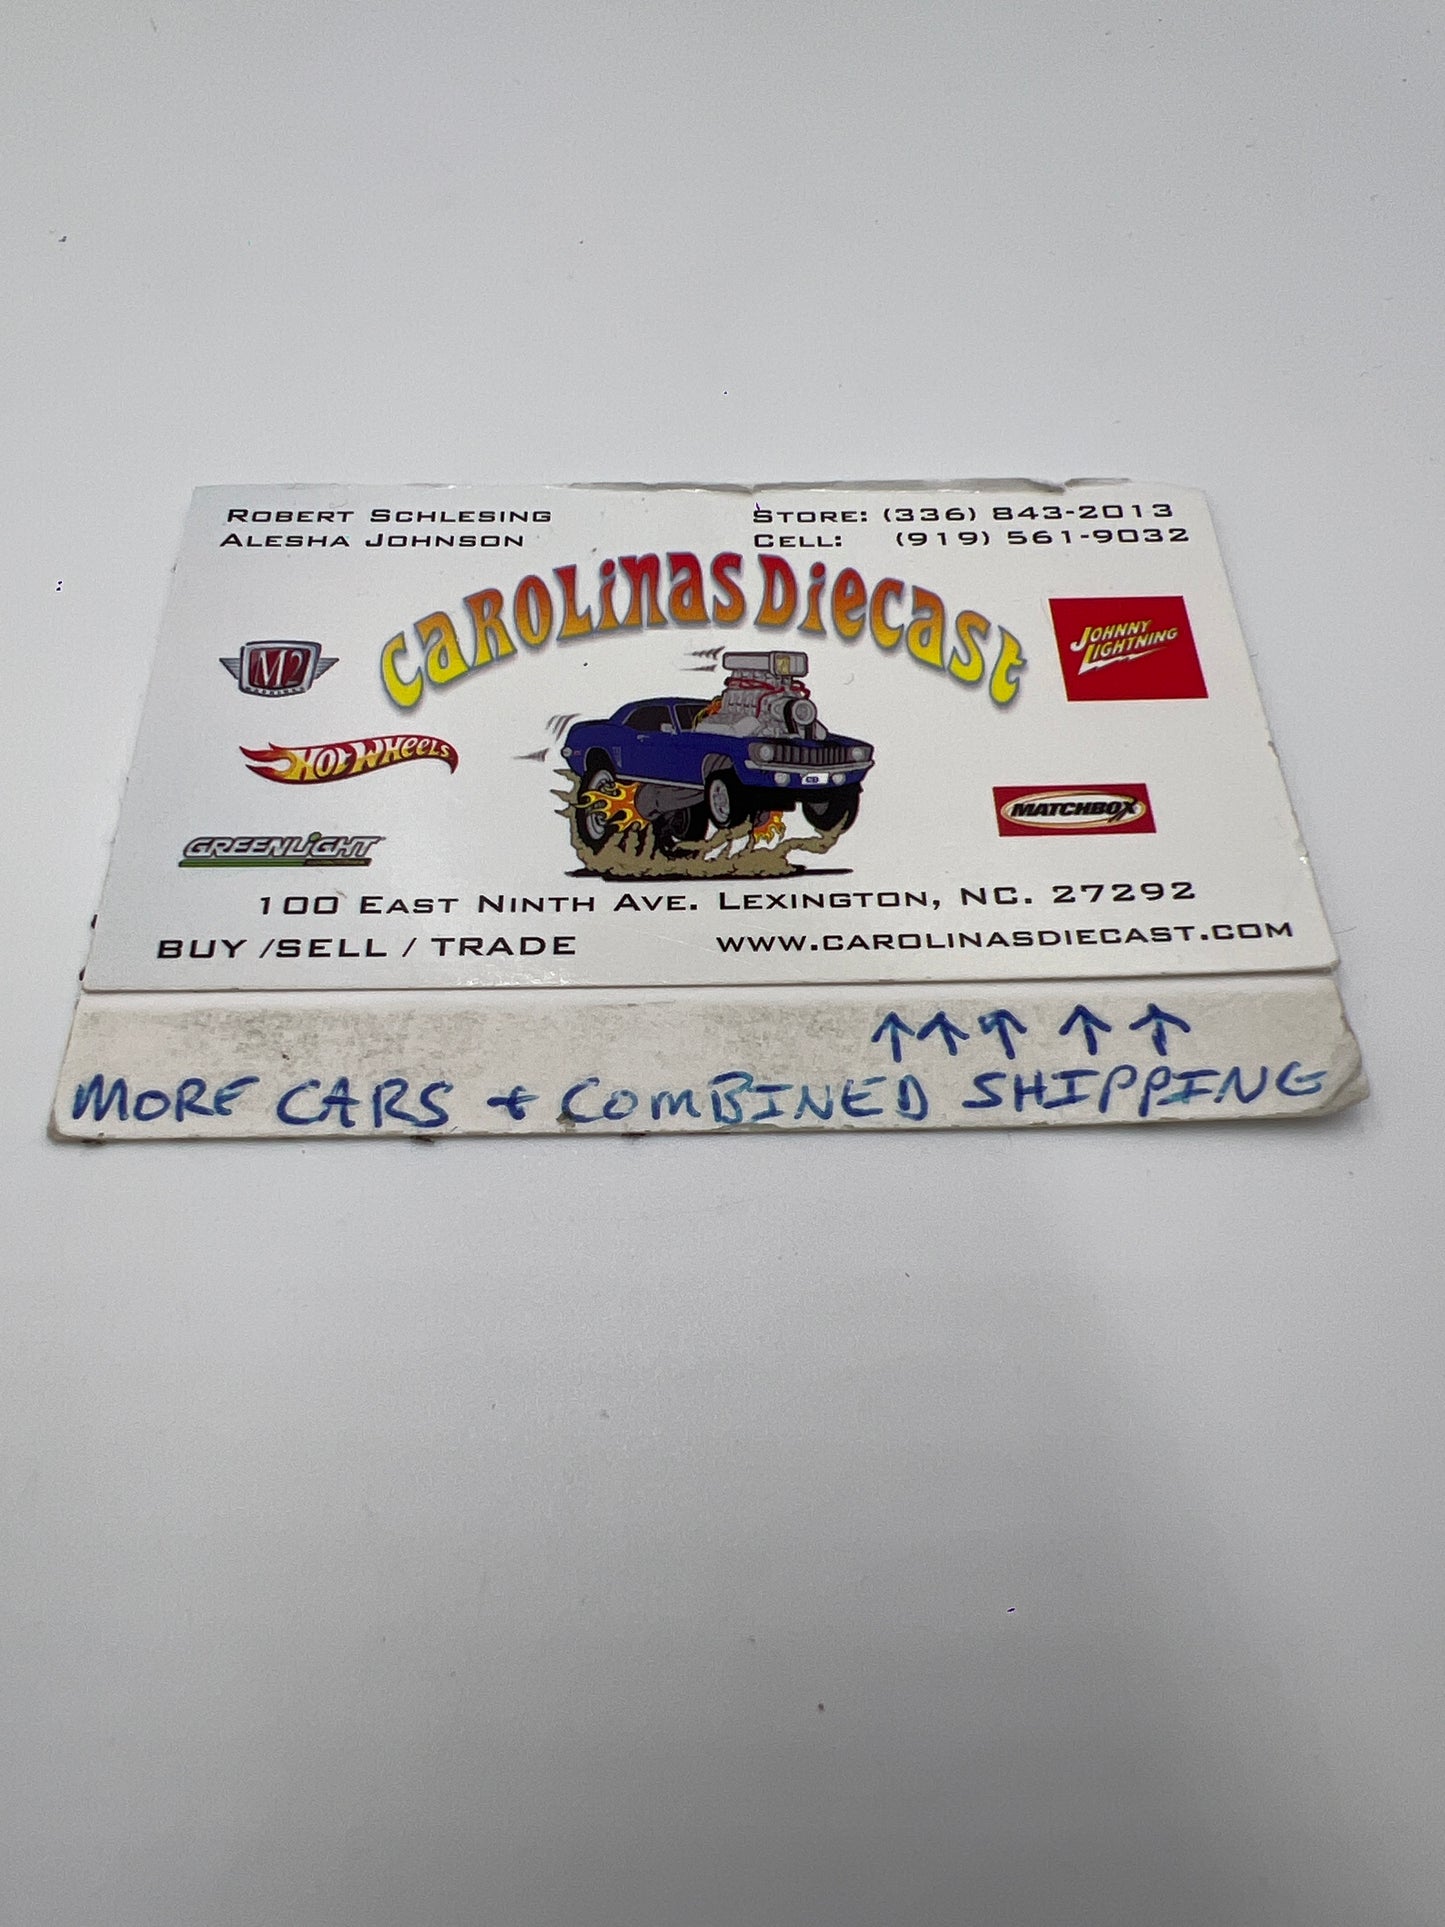 ROBERT SCHLESING
ALESHA JOHNSON
STORE: (336) 843-2013
CELL: (919) 561-9032
CAROLINAS DIECAST
M2
JOHNNY
LIGHTNING
HOT WHEELS
MATCHBOX
GREENLIGHT
100 EAST NINTH AVE. LEXINGTON, NC. 27292
BUY /SELL / TRADE
WWW.CAROLINASDIECAST.COM
↑ ↑ ↑ ↑ ↑
MORE CARS + COMBINED SHIPPING